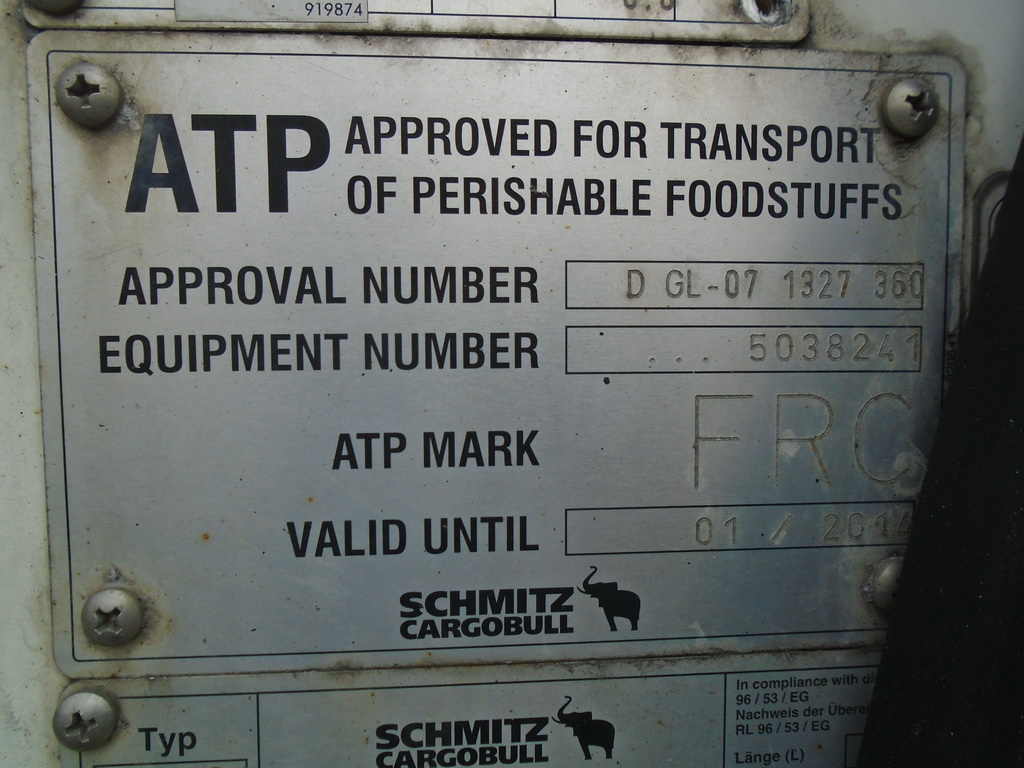 919874
ATP APPROVED FOR TRANSPORT
OF PERISHABLE FOODSTUFFS
APPROVAL NUMBER D GL-07 1327 360
EQUIPMENT NUMBER ... 5038241
ATP MARK FRC
VALID UNTIL 01 / 2014
SCHMITZ
CARGOBULL
Typ
SCHMITZ
CARGOBULL
In compliance with
96 / 53 / EG
Nachweis der
RL 96 / 53 / EG
Länge (L)